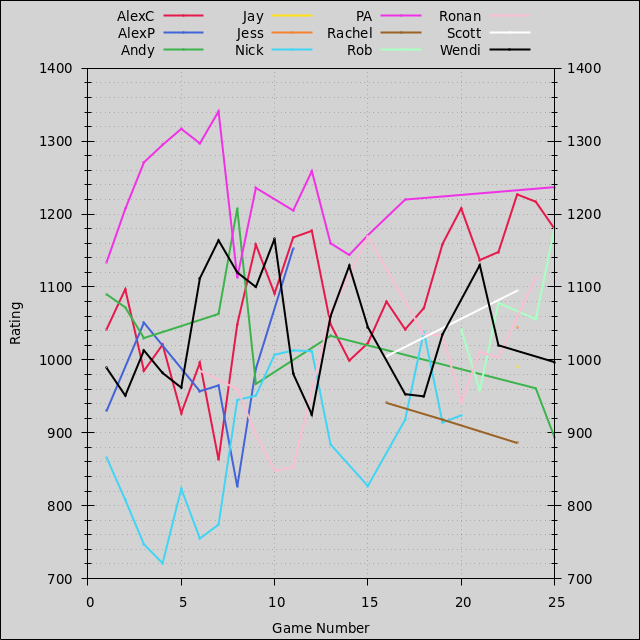 AlexC Jay PA Ronan
AlexP Jess Rachel Scott
Andy Nick Rob Wendi
1400 1400
1300 1300
1200 1200
1100 1100
1000 1000
900 900
800 800
700 700
0 5 10 15 20 25
Rating
Game Number